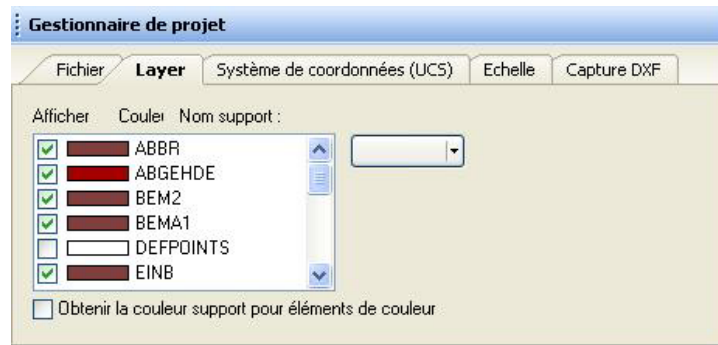 Gestionnaire de projet
Fichier Layer Système de coordonnées (UCS) Echelle Capture DXF
Afficher Couler Nom support :
ABBR
ABGEHDE
BEM2
BEMA1
DEFPOINTS
EINB
Obtenir la couleur support pour éléments de couleur